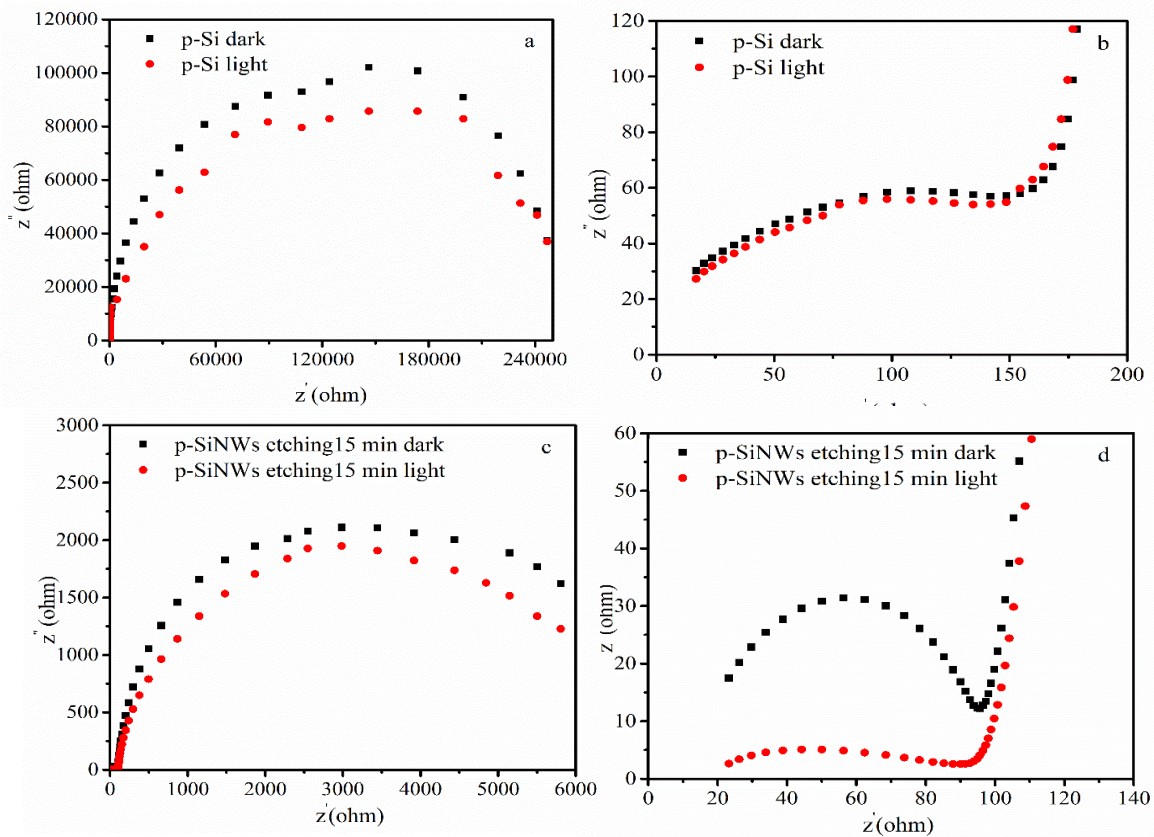 120000
100000
80000
60000
40000
20000
0
z" (ohm)
p-Si dark
p-Si light
a
0
60000
120000
180000
240000
z' (ohm)
120
100
80
60
40
20
0
z" (ohm)
p-Si dark
p-Si light
b
0
50
100
150
200
(ohm)
3000
2500
2000
1500
1000
500
0
z" (ohm)
p-SiNWs etching15 min dark
p-SiNWs etching15 min light
c
0
1000
2000
3000
4000
5000
6000
z' (ohm)
60
50
40
30
20
10
0
z (ohm)
p-SiNWs etching15 min dark
p-SiNWs etching15 min light
d
0
20
40
60
80
100
120
140
z' (ohm)